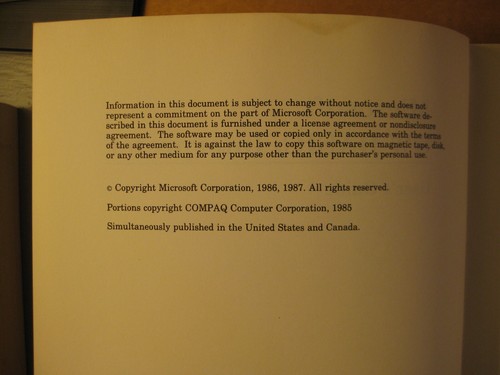 Information in this document is subject to change without notice and does not
represent a commitment on the part of Microsoft Corporation. The software de-
scribed in this document is furnished under a license agreement or nondisclosure
agreement. The software may be used or copied only in accordance with the terms
of the agreement. It is against the law to copy this software on magnetic tape, disk,
or any other medium for any purpose other than the purchaser's personal use.
© Copyright Microsoft Corporation, 1986, 1987. All rights reserved.
Portions copyright COMPAQ Computer Corporation, 1985
Simultaneously published in the United States and Canada.